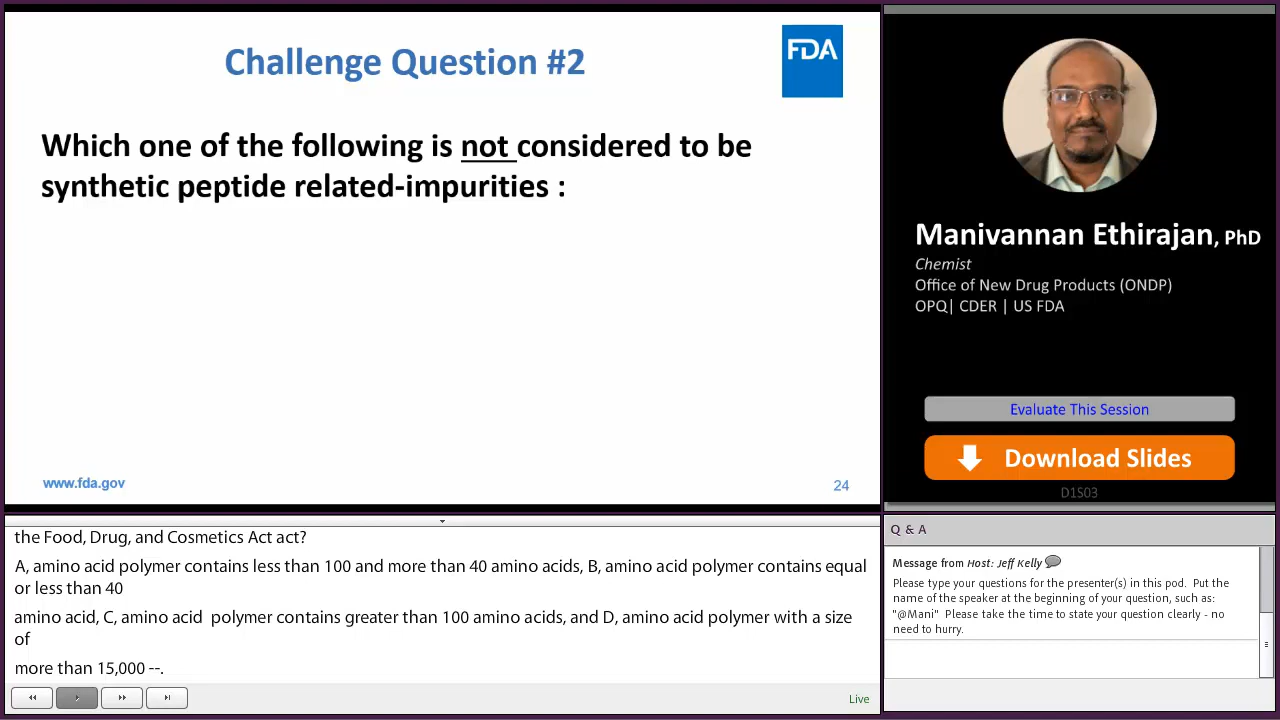 Challenge Question #2
FDA
Which one of the following is not considered to be
synthetic peptide related-impurities :
www.fda.gov
24
Manivannan Ethirajan, PhD
Chemist
Office of New Drug Products (ONDP)
OPQ| CDER | US FDA
Evaluate This Session
Download Slides
D1S03
the Food, Drug, and Cosmetics Act act?
A, amino acid polymer contains less than 100 and more than 40 amino acids, B, amino acid polymer contains equal
or less than 40
amino acid, C, amino acid  polymer contains greater than 100 amino acids, and D, amino acid polymer with a size
of
more than 15,000 --.
Live
Q & A
Message from Host: Jeff Kelly
Please type your questions for the presenter(s) in this pod.  Put the
name of the speaker at the beginning of your question, such as:
"@Mani"  Please take the time to state your question clearly - no
need to hurry.